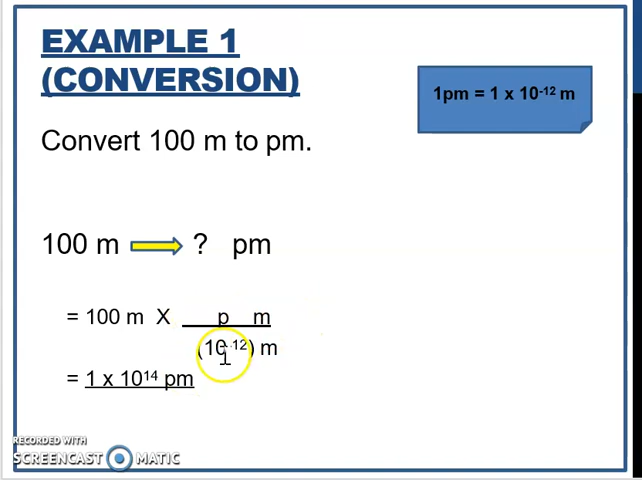 EXAMPLE 1
(CONVERSION)
1pm = 1 x 10⁻¹² m
Convert 100 m to pm.
100 m ? pm
= 100 m X p m
(10⁻¹²) m
= 1 x 10¹⁴ pm
RECORDED WITH
SCREENCAST MATIC